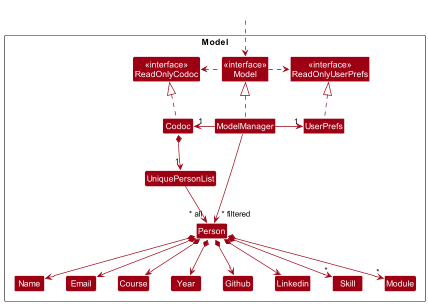 Model
«interface»
ReadOnlyCodoc
«interface»
Model
«interface»
ReadOnlyUserPrefs
Codoc
1
ModelManager
1
UserPrefs
1
UniquePersonList
* all
* filtered
Person
Name
Email
Course
Year
Github
Linkedin
*
Skill
*
Module